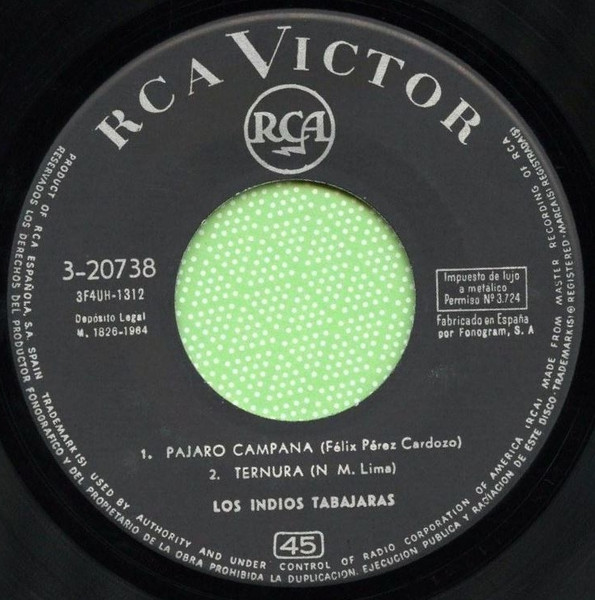 RCA VICTOR
RCA
3-20738
3F4UH-1312
Depósito Legal
M. 1826-1964
Impuesto de lujo
a metálico
Permiso Nº 3.724
Fabricado en España
por Fonogram, S. A
1. PAJARO CAMPANA (Félix Pérez Cardozo)
2. TERNURA (N M. Lima)
LOS INDIOS TABAJARAS
45
PRODUCT OF RCA ESPAÑOLA, S.A. SPAIN TRADEMARK(S) USED BY AUTHORITY AND UNDER CONTROL OF RADIO CORPORATION OF AMERICA (RCA) MADE FROM MASTER RECORDING OF RCA
RESERVADOS LOS DERECHOS DEL PRODUCTOR FONOGRAFICO Y DEL PROPIETARIO DE LA OBRA PROHIBIDA LA DUPLICACION, EJECUCION PUBLICA Y RADIACION DE ESTE DISCO-TRADEMARK(S) ® REGISTERED-MARCA(S) REGISTRADA(S)